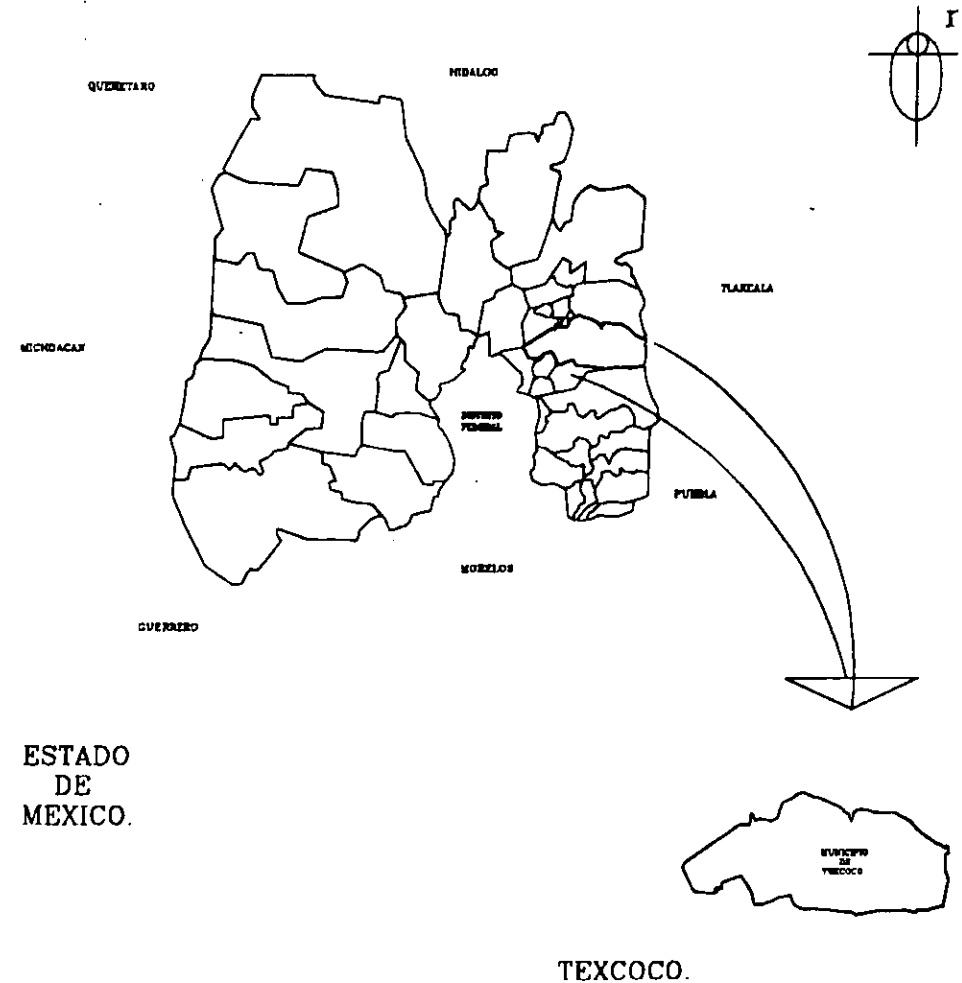 r
HIDALGO
QUERETARO
TLAXCALA
MICHOACAN
DISTRITO
FEDERAL
PUEBLA
MORELOS
GUERRERO
ESTADO
DE
MEXICO.
MUNICIPIO
DE
TEXCOCO
TEXCOCO.